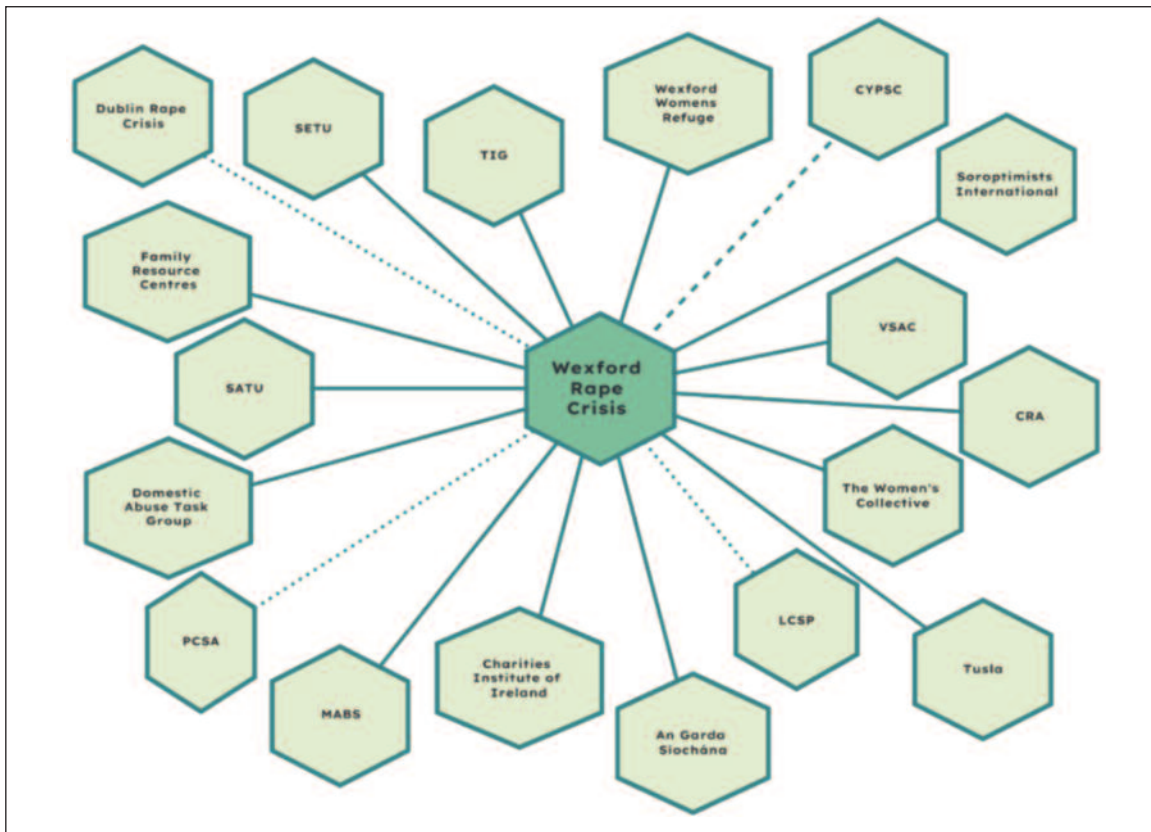 Dublin Rape
Crisis
SETU
TIG
Wexford
Womens
Refuge
CYPSC
Soroptimists
International
Family
Resource
Centres
VSAC
SATU
Wexford
Rape
Crisis
CRA
Domestic
Abuse Task
Group
The Women's
Collective
PCSA
LCSP
MABS
Charities
Institute of
Ireland
An Garda
Síochána
Tusla